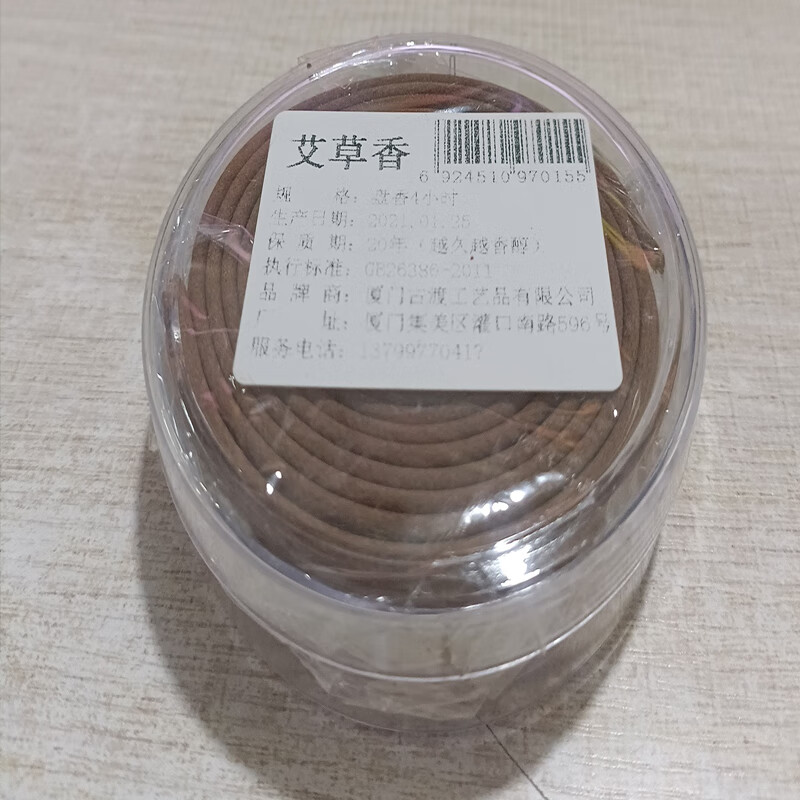 艾草香
6 924510 970155
规 格：盘香4小时
生产日期：2021.01.25
保 质 期：20年（越久越香醇）
执行标准：GB26386-2011
品 牌 商：厦门古渡工艺品有限公司
厂 址：厦门集美区灌口南路596号
服务电话：13799770417